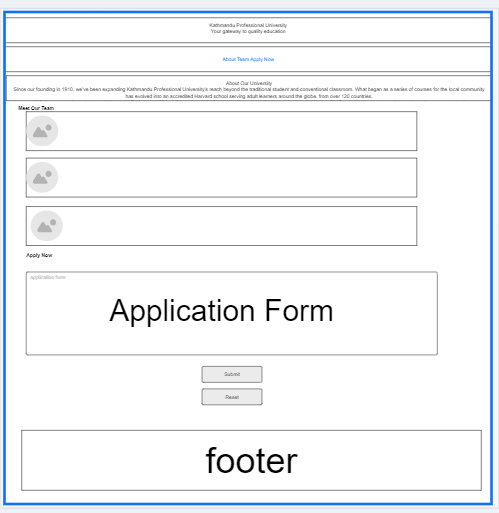 Kathmandu Professional University
Your gateway to quality education
About Team Apply Now
About Our University
Since our founding in 1910, we've been expanding Kathmandu Professional University's reach beyond the traditional student and conventional classroom. What began as a series of courses for the local community
has evolved into an accredited Harvard school serving adult learners around the globe, from over 120 countries.
Meet Our Team
Apply Now
Application form
Application Form
Submit
Reset
footer